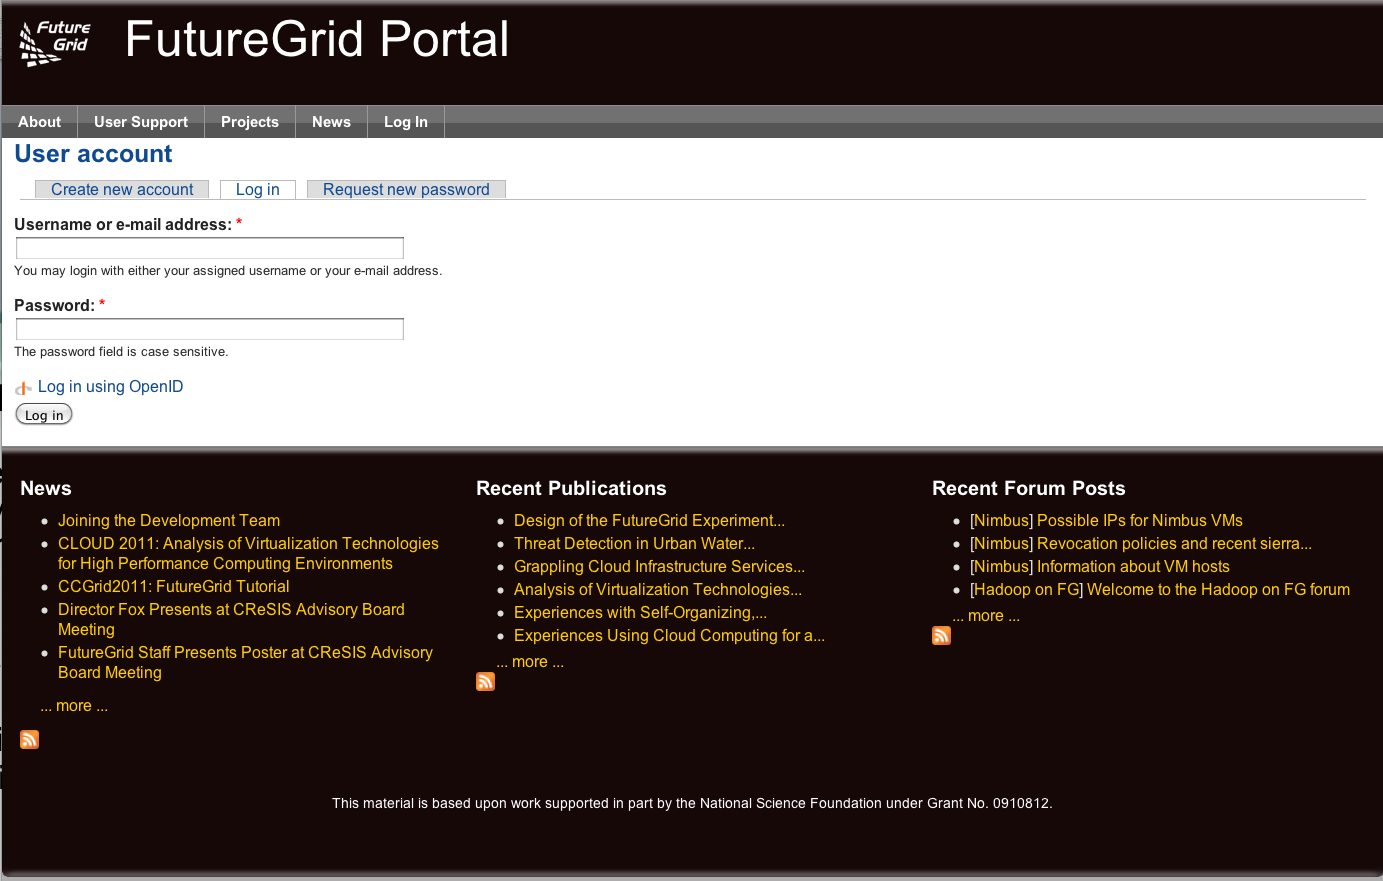 Future
Grid
FutureGrid Portal
About
User Support
Projects
News
Log In
User account
Create new account
Log in
Request new password
Username or e-mail address: *
You may login with either your assigned username or your e-mail address.
Password: *
The password field is case sensitive.
Log in using OpenID
Log in
News
Joining the Development Team
CLOUD 2011: Analysis of Virtualization Technologies
for High Performance Computing Environments
CCGrid2011: FutureGrid Tutorial
Director Fox Presents at CReSIS Advisory Board
Meeting
FutureGrid Staff Presents Poster at CReSIS Advisory
Board Meeting
... more ...
Recent Publications
Design of the FutureGrid Experiment...
Threat Detection in Urban Water...
Grappling Cloud Infrastructure Services...
Analysis of Virtualization Technologies...
Experiences with Self-Organizing,...
Experiences Using Cloud Computing for a...
... more ...
Recent Forum Posts
[Nimbus] Possible IPs for Nimbus VMs
[Nimbus] Revocation policies and recent sierra...
[Nimbus] Information about VM hosts
[Hadoop on FG] Welcome to the Hadoop on FG forum
... more ...
This material is based upon work supported in part by the National Science Foundation under Grant No. 0910812.